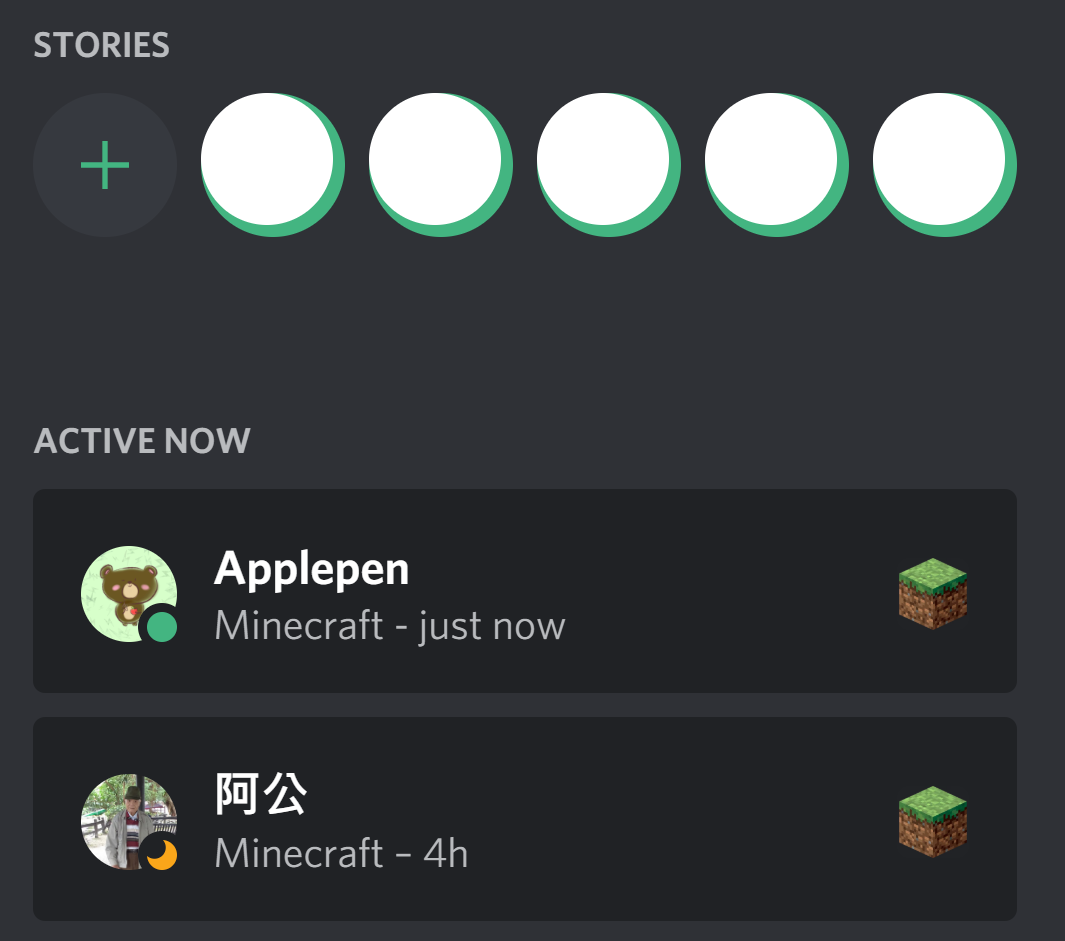 STORIES
ACTIVE NOW
Applepen
Minecraft - just now
阿公
Minecraft – 4h